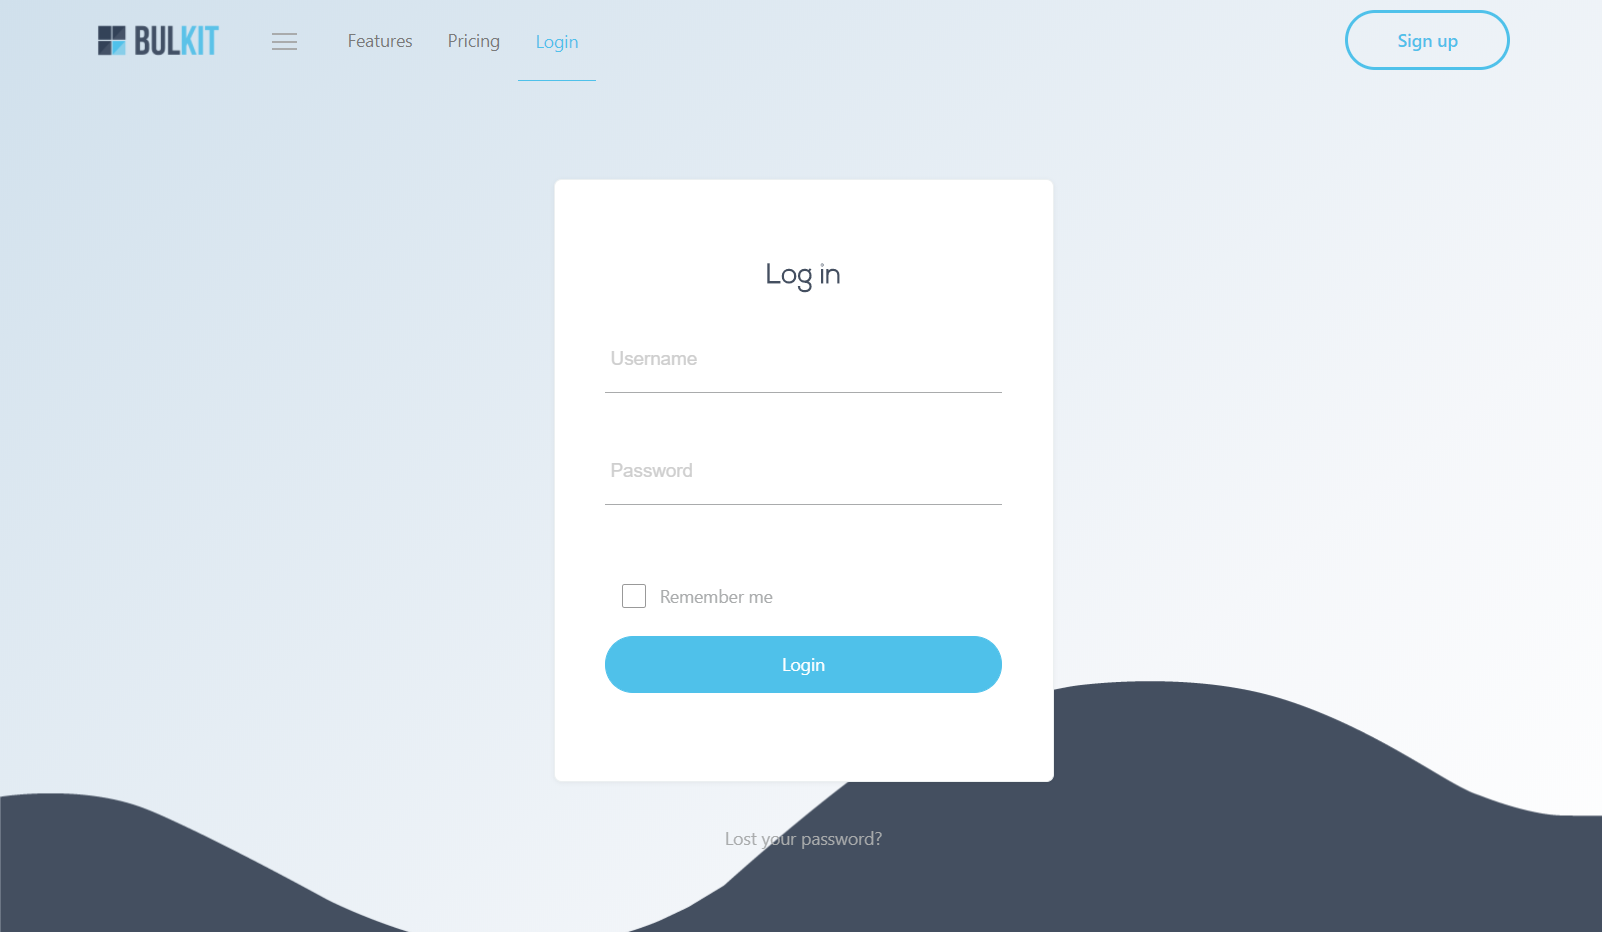 BULKIT
Features
Pricing
Login
Sign up
Log in
Username
Password
Remember me
Login
Lost your password?